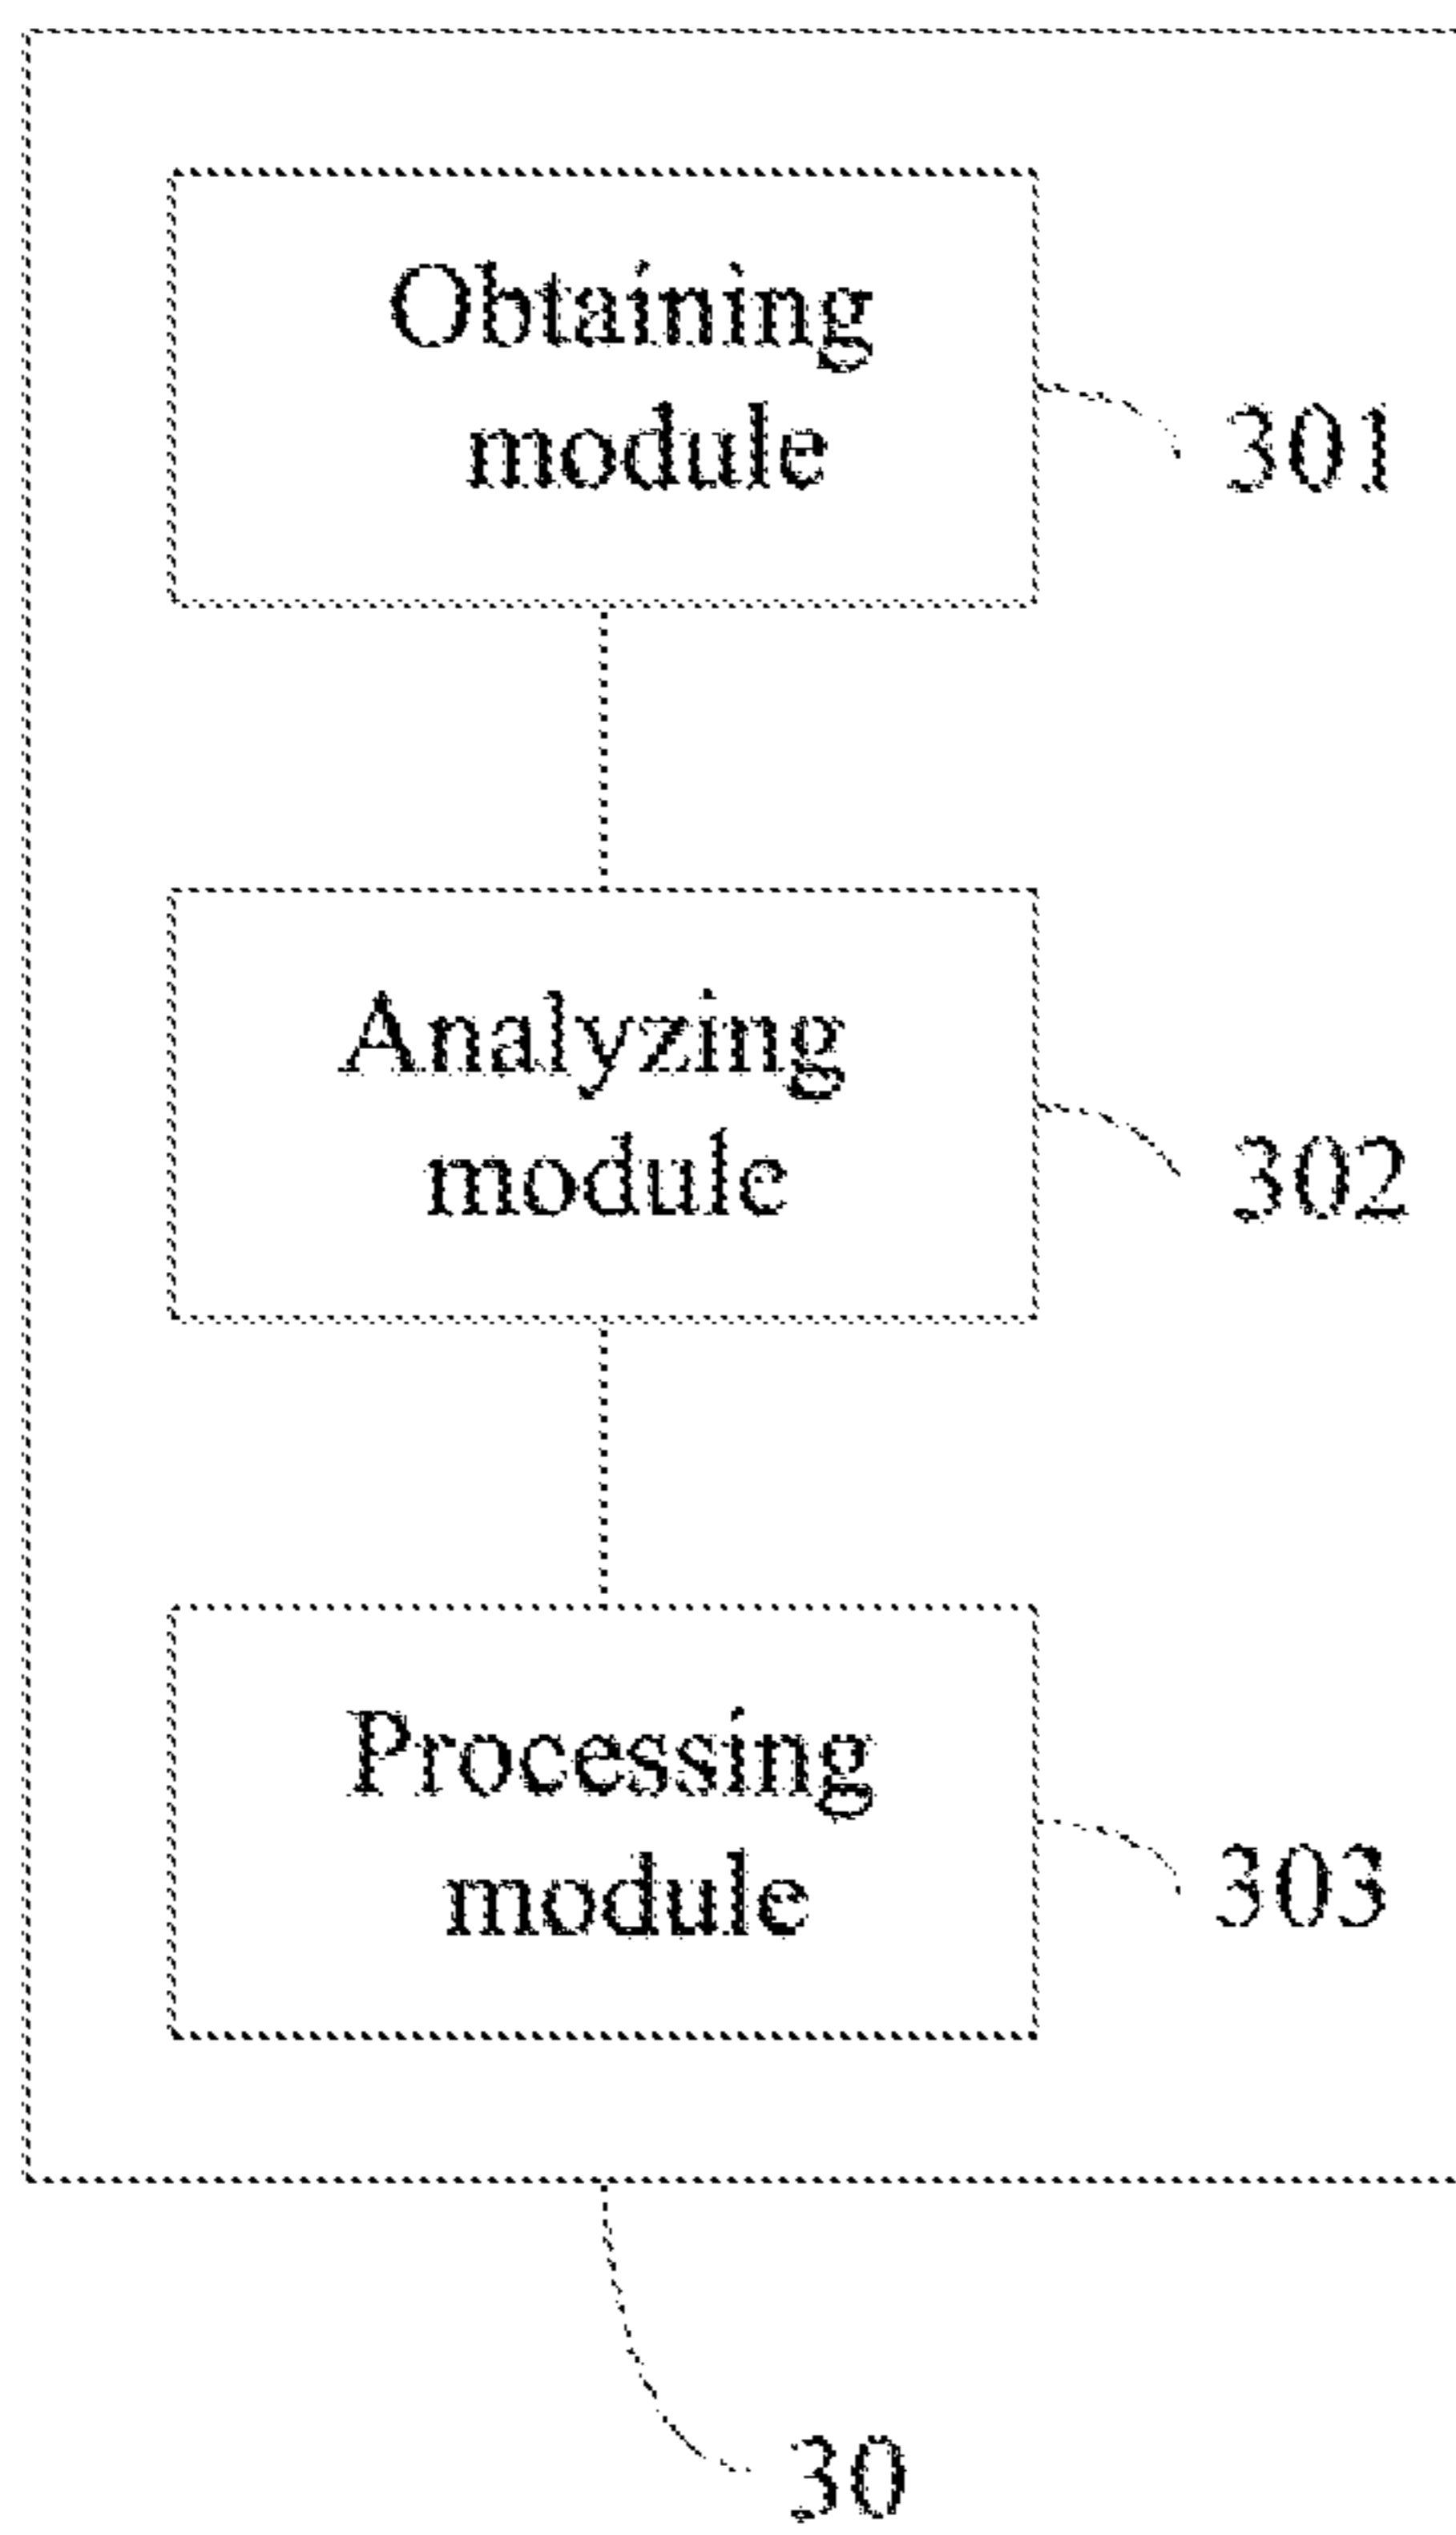 Obtaining
module
301
Analyzing
module
302
Processing
module
303
30